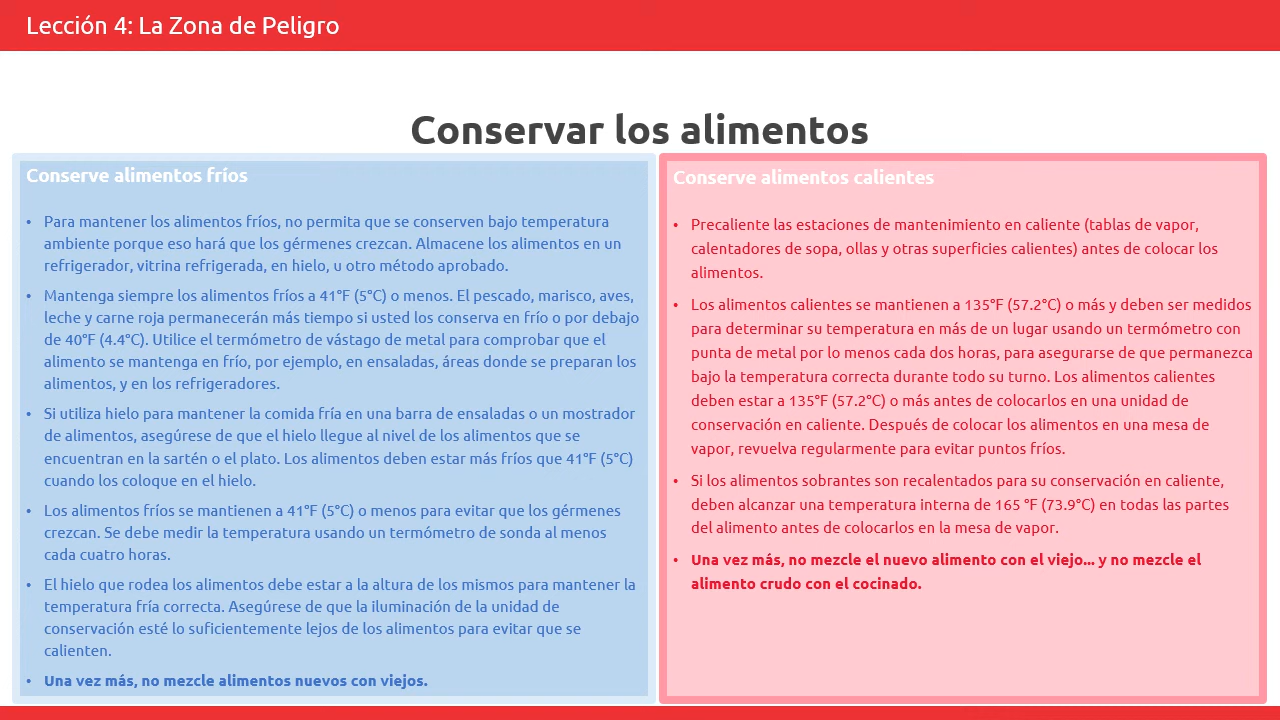 Lección 4: La Zona de Peligro
Conservar los alimentos
Conserve alimentos fríos
• Para mantener los alimentos fríos, no permita que se conserven bajo temperatura
ambiente porque eso hará que los gérmenes crezcan. Almacene los alimentos en un
refrigerador, vitrina refrigerada, en hielo, u otro método aprobado.
• Mantenga siempre los alimentos fríos a 41°F (5°C) o menos. El pescado, marisco, aves,
leche y carne roja permanecerán más tiempo si usted los conserva en frío o por debajo
de 40°F (4.4°C). Utilice el termómetro de vástago de metal para comprobar que el
alimento se mantenga en frío, por ejemplo, en ensaladas, áreas donde se preparan los
alimentos, y en los refrigeradores.
• Si utiliza hielo para mantener la comida fría en una barra de ensaladas o un mostrador
de alimentos, asegúrese de que el hielo llegue al nivel de los alimentos que se
encuentran en la sartén o el plato. Los alimentos deben estar más fríos que 41°F (5°C)
cuando los coloque en el hielo.
• Los alimentos fríos se mantienen a 41°F (5°C) o menos para evitar que los gérmenes
crezcan. Se debe medir la temperatura usando un termómetro de sonda al menos
cada cuatro horas.
• El hielo que rodea los alimentos debe estar a la altura de los mismos para mantener la
temperatura fría correcta. Asegúrese de que la iluminación de la unidad de
conservación esté lo suficientemente lejos de los alimentos para evitar que se
calienten.
• Una vez más, no mezcle alimentos nuevos con viejos.
Conserve alimentos calientes
• Precaliente las estaciones de mantenimiento en caliente (tablas de vapor,
calentadores de sopa, ollas y otras superficies calientes) antes de colocar los
alimentos.
• Los alimentos calientes se mantienen a 135°F (57.2°C) o más y deben ser medidos
para determinar su temperatura en más de un lugar usando un termómetro con
punta de metal por lo menos cada dos horas, para asegurarse de que permanezca
bajo la temperatura correcta durante todo su turno. Los alimentos calientes
deben estar a 135°F (57.2°C) o más antes de colocarlos en una unidad de
conservación en caliente. Después de colocar los alimentos en una mesa de
vapor, revuelva regularmente para evitar puntos fríos.
• Si los alimentos sobrantes son recalentados para su conservación en caliente,
deben alcanzar una temperatura interna de 165 °F (73.9°C) en todas las partes
del alimento antes de colocarlos en la mesa de vapor.
• Una vez más, no mezcle el nuevo alimento con el viejo... y no mezcle el
alimento crudo con el cocinado.